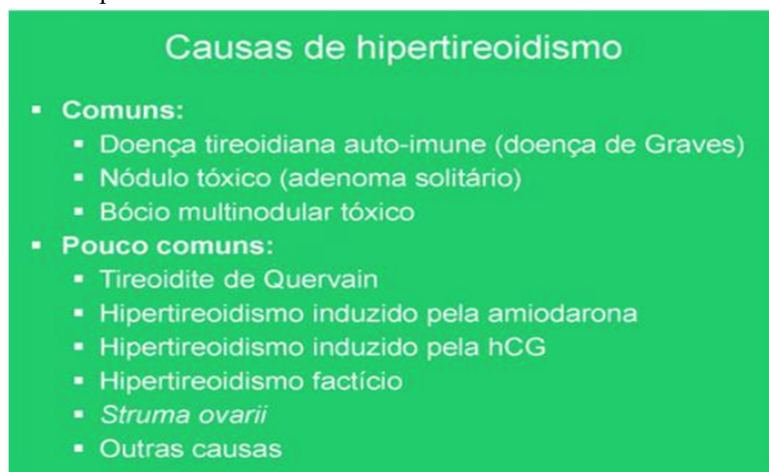 Causas de hipertireoidismo
▪ Comuns:
▪ Doença tireoidiana auto-imune (doença de Graves)
▪ Nódulo tóxico (adenoma solitário)
▪ Bócio multinodular tóxico
▪ Pouco comuns:
▪ Tireoidite de Quervain
▪ Hipertireoidismo induzido pela amiodarona
▪ Hipertireoidismo induzido pela hCG
▪ Hipertireoidismo factício
▪ Struma ovarii
▪ Outras causas